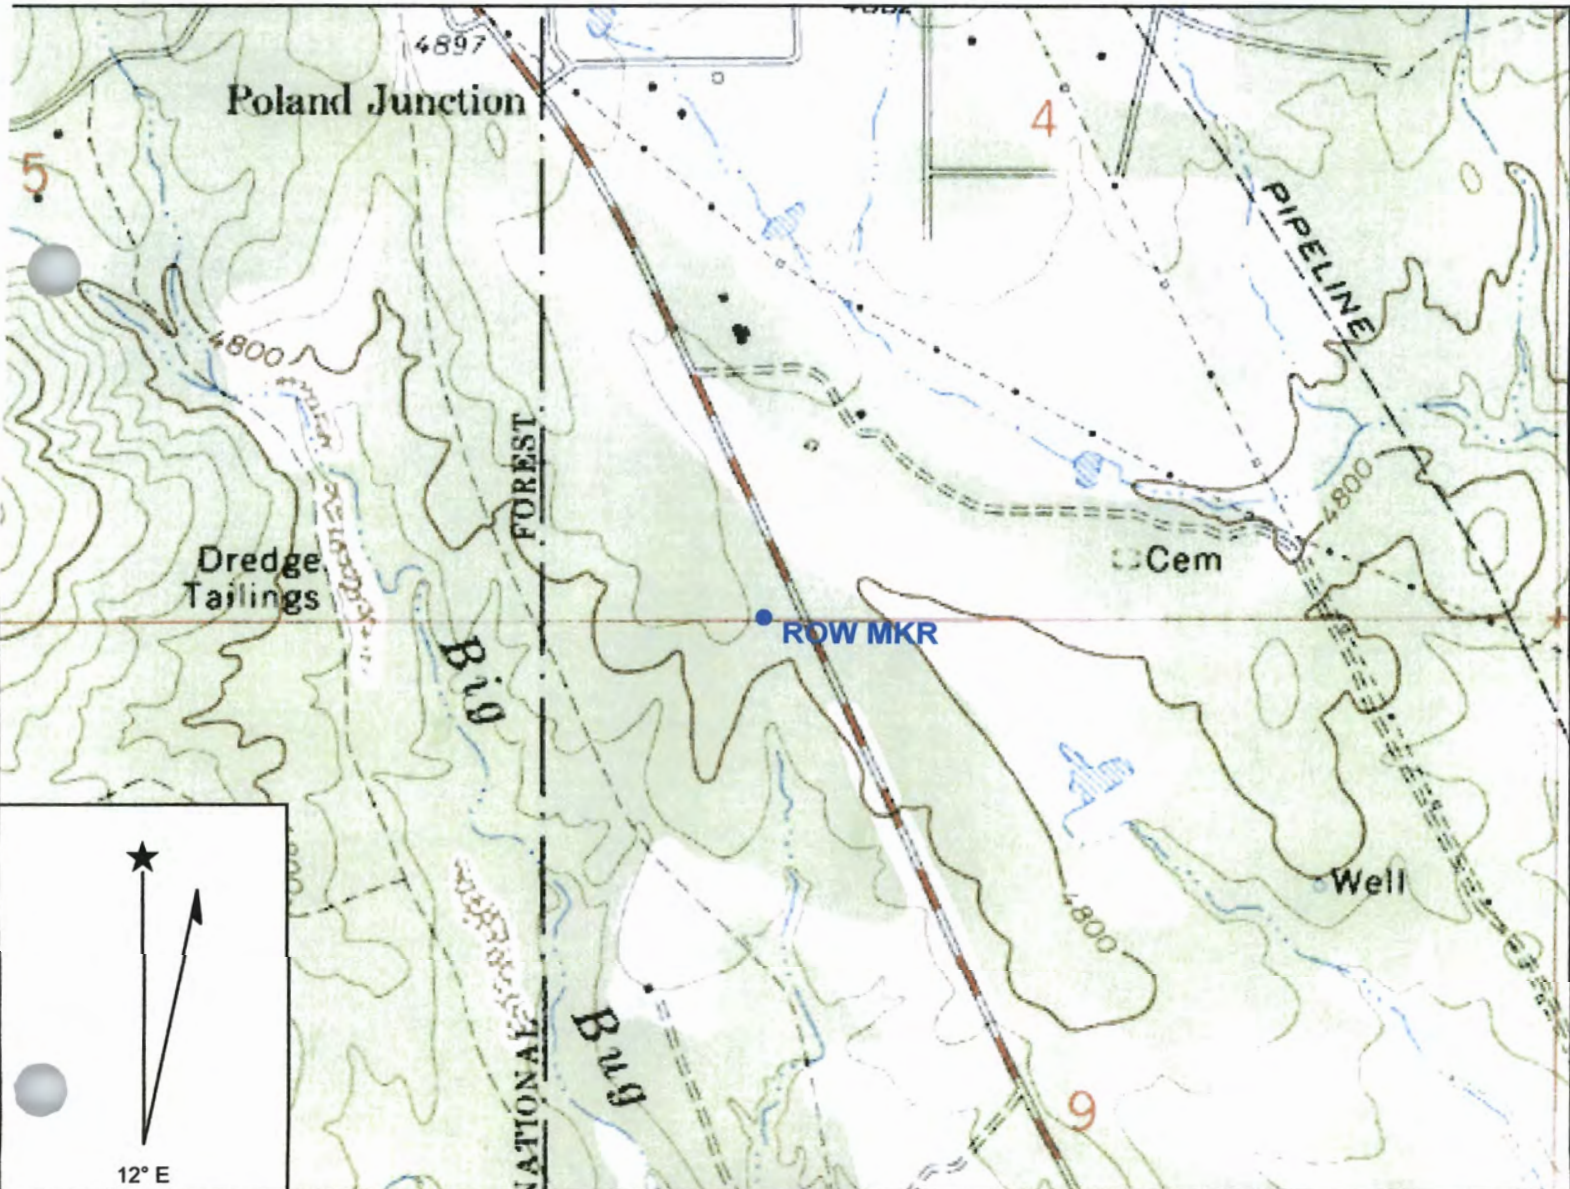 4897
Poland Junction
4
5
PIPELINE
4800
FOREST
4800
Dredge
Tailings
Cem
ROW MKR
Big
Well
4800
Bug
NATIONAL
9
12° E